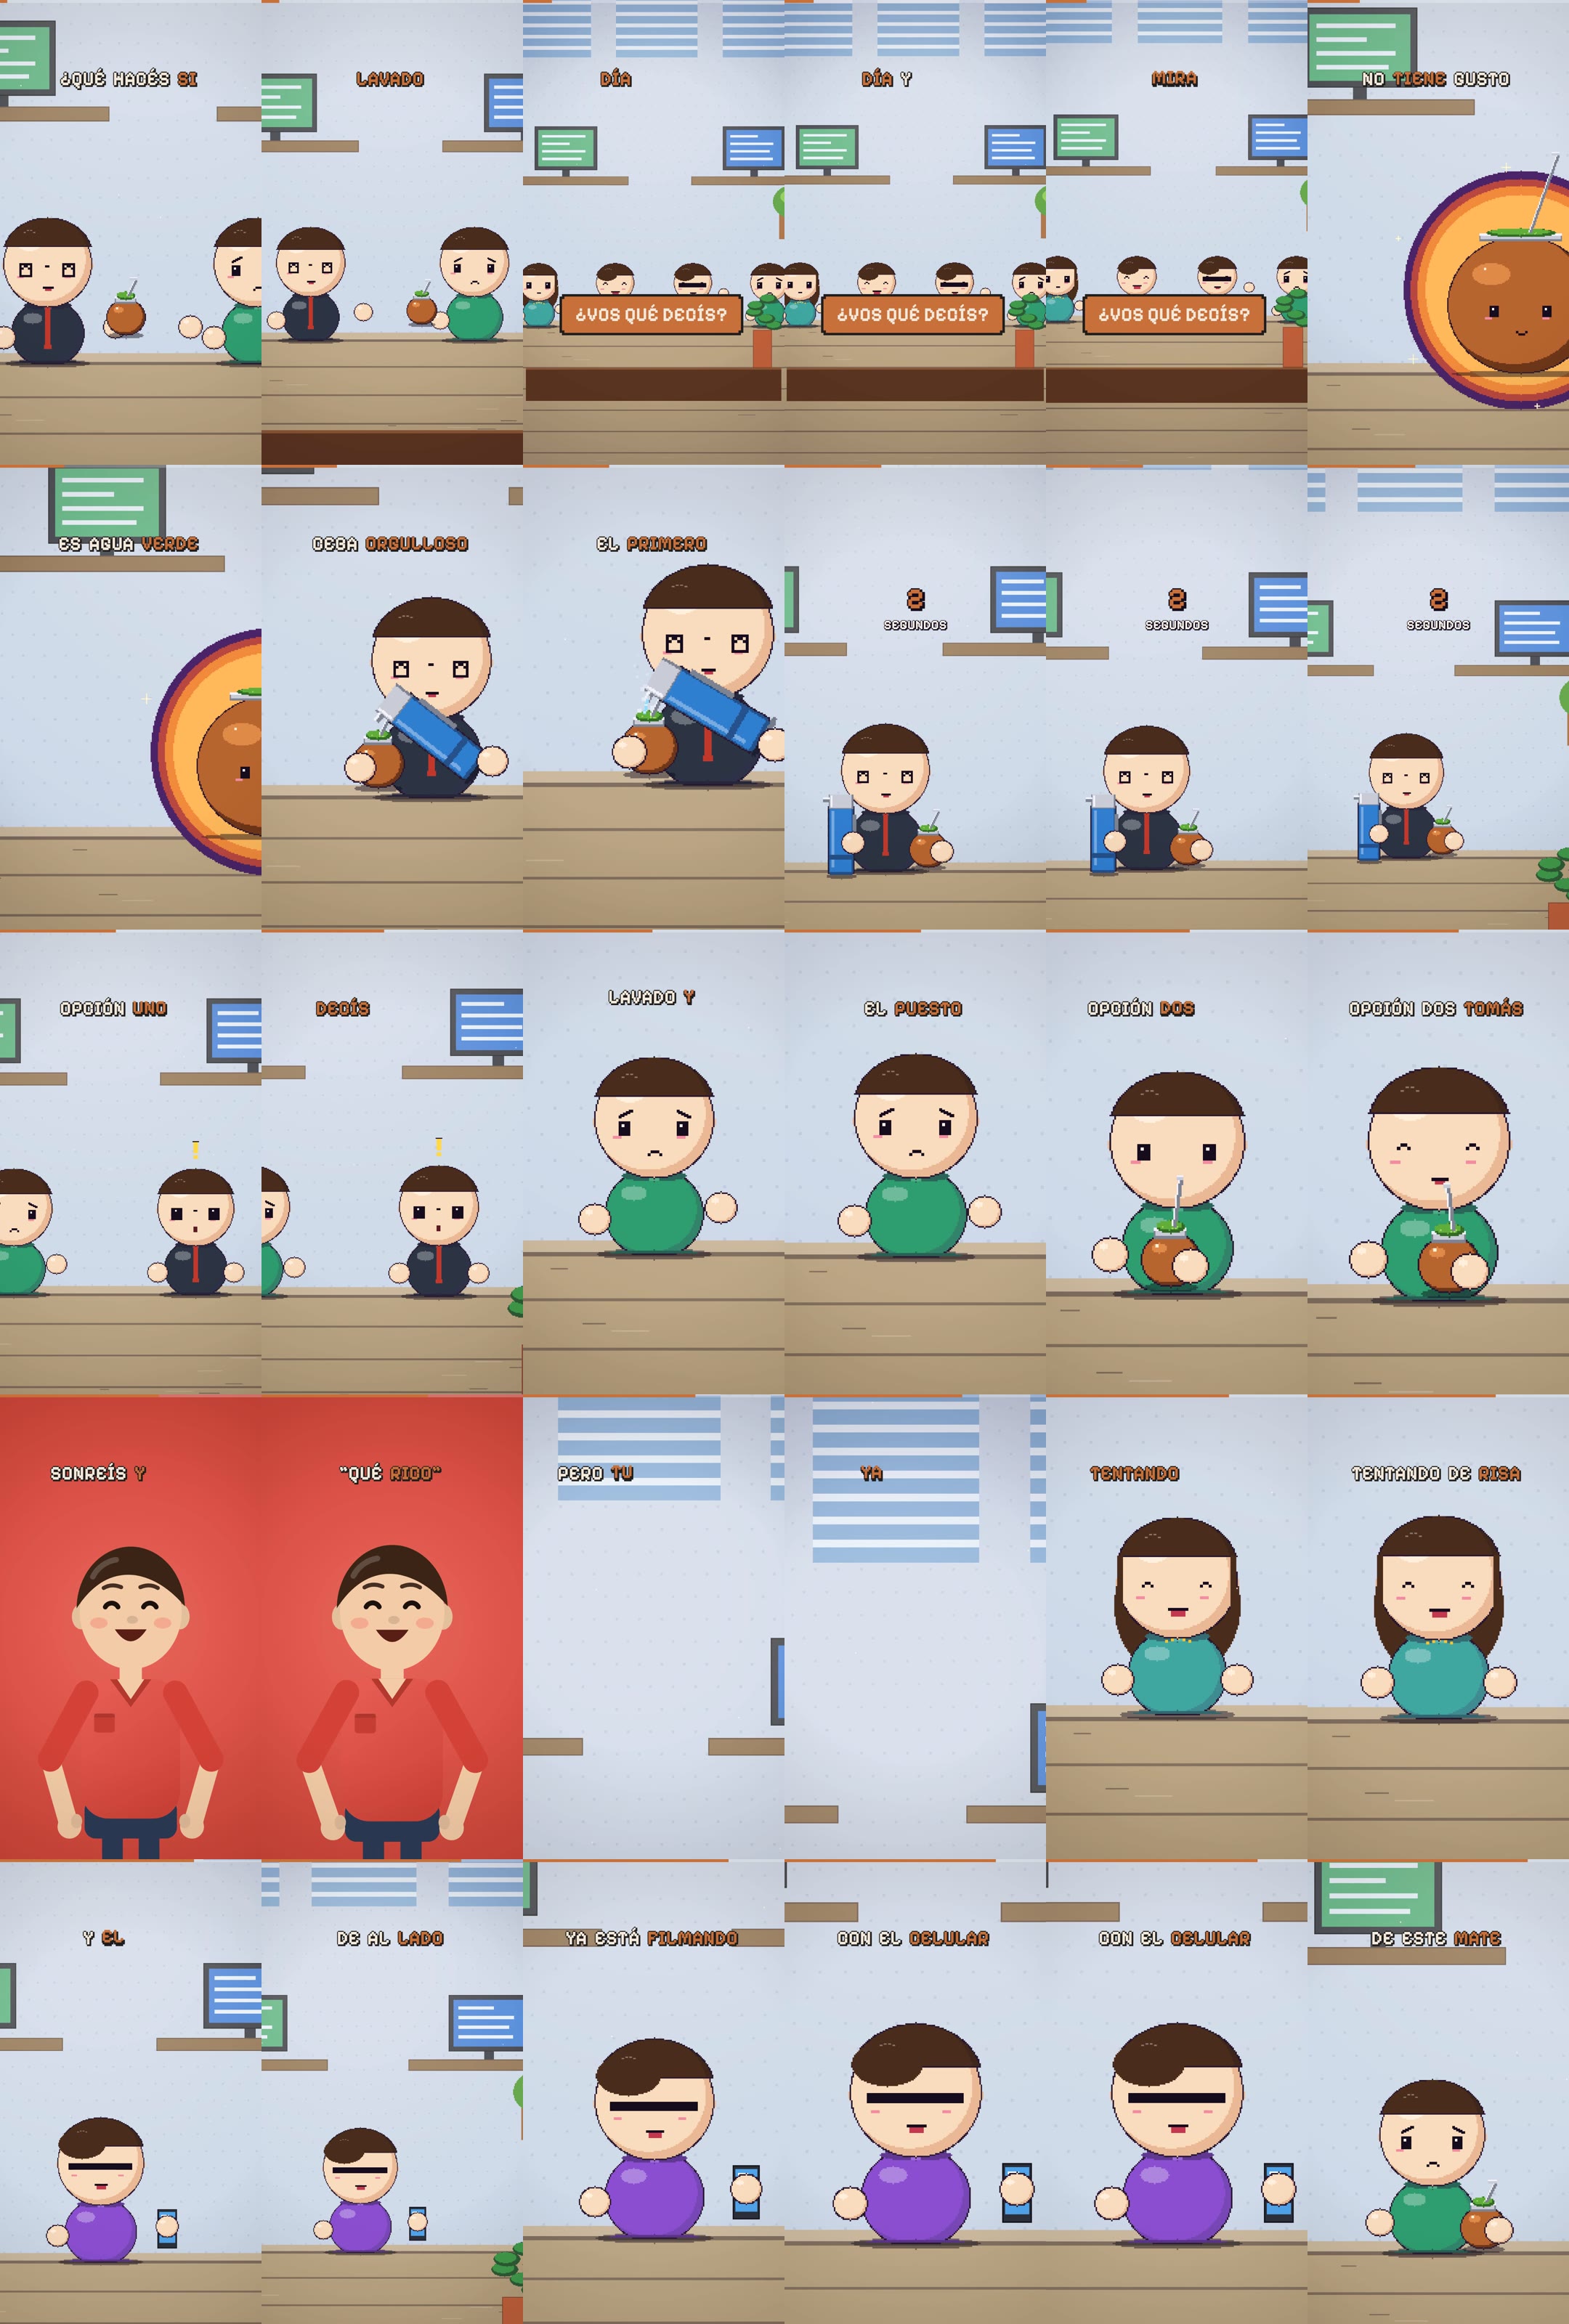 ¿QUÉ HACÉS SI
LAVADO
DÍA
¿VOS QUÉ DECÍS?
DÍA Y
¿VOS QUÉ DECÍS?
MIRA
¿VOS QUÉ DECÍS?
NO TIENE GUSTO
ES AGUA VERDE
CEBA ORGULLOSO
EL PRIMERO
8
SEGUNDOS
8
SEGUNDOS
8
SEGUNDOS
OPCIÓN UNO
DECÍS
LAVADO Y
EL PUESTO
OPCIÓN DOS
OPCIÓN DOS TOMÁS
SONREÍS Y
"QUÉ RICO"
PERO TU
YA
TENTANDO
TENTANDO DE RISA
Y EL
DE AL LADO
YA ESTÁ FILMANDO
CON EL CELULAR
CON EL CELULAR
DE ESTE MATE